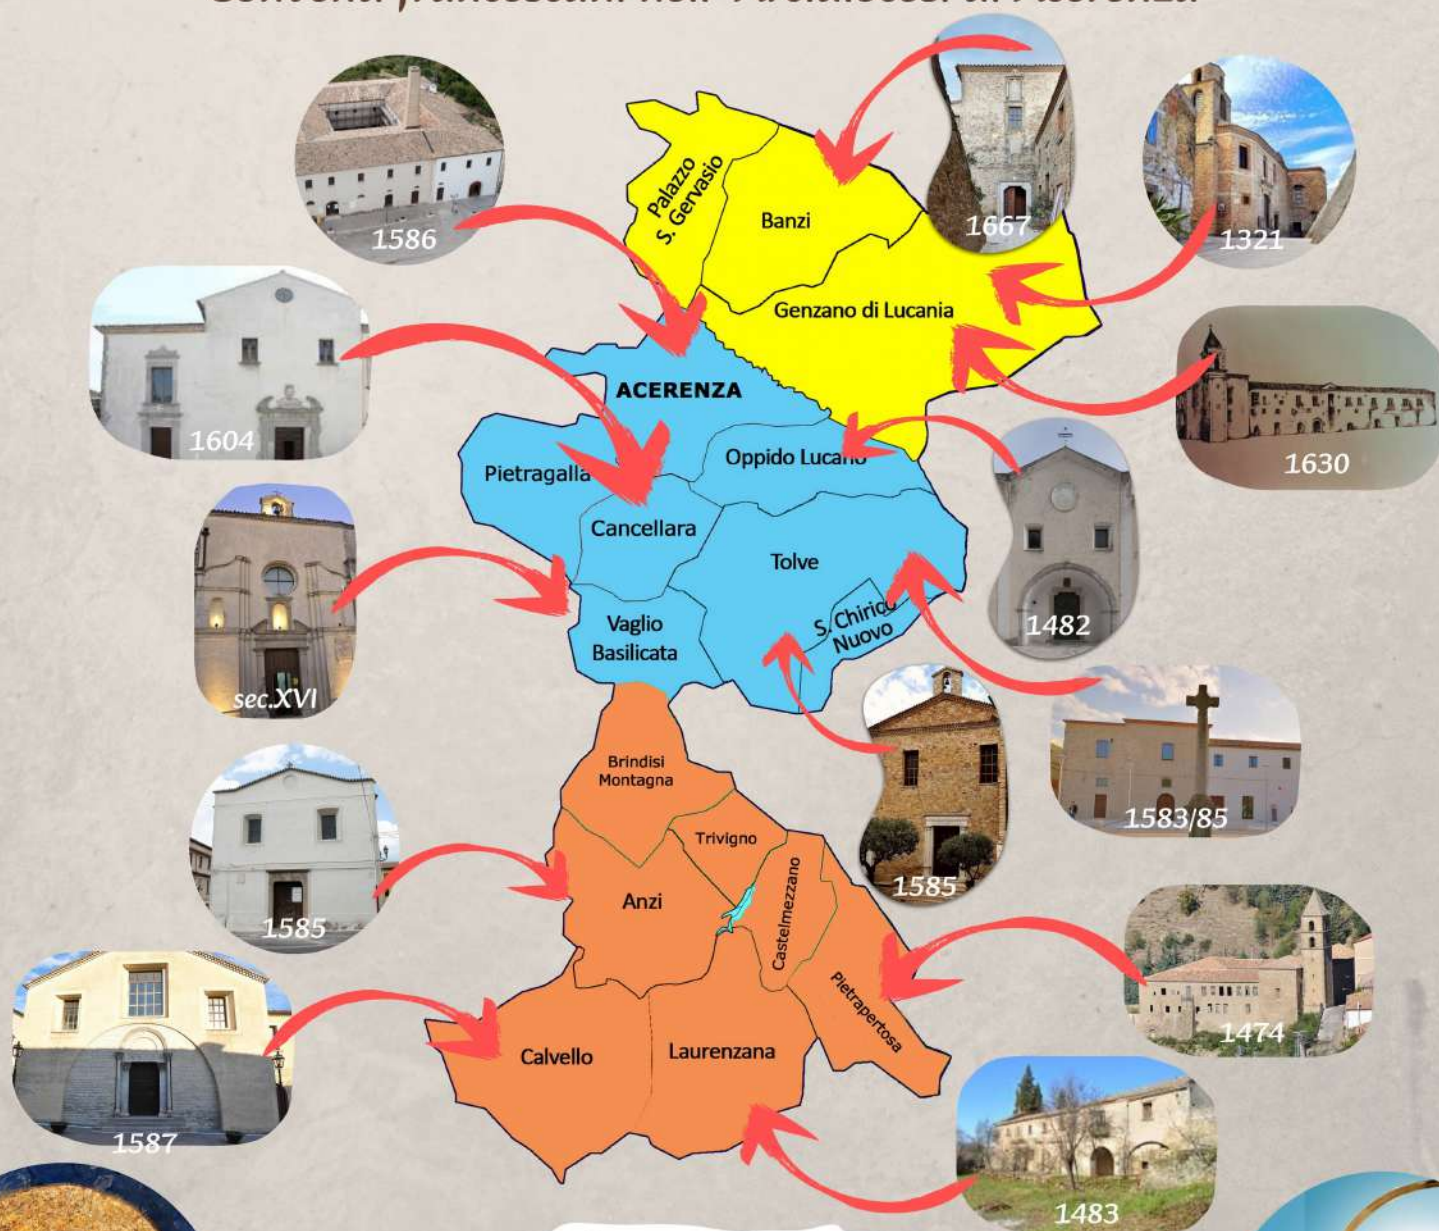 1667
1321
1586
Palazzo
S. Gervasio
Banzi
Genzano di Lucania
1604
ACERENZA
1630
Pietragalla
Oppido Lucano
Cancellara
Tolve
S. Chirico
Nuovo
1482
Vaglio
Basilicata
sec.XVI
1583/85
Brindisi
Montagna
Trivigno
1585
Anzi
Castelmezzano
1585
Pietrapertosa
1474
Calvello
Laurenzana
1587
1483